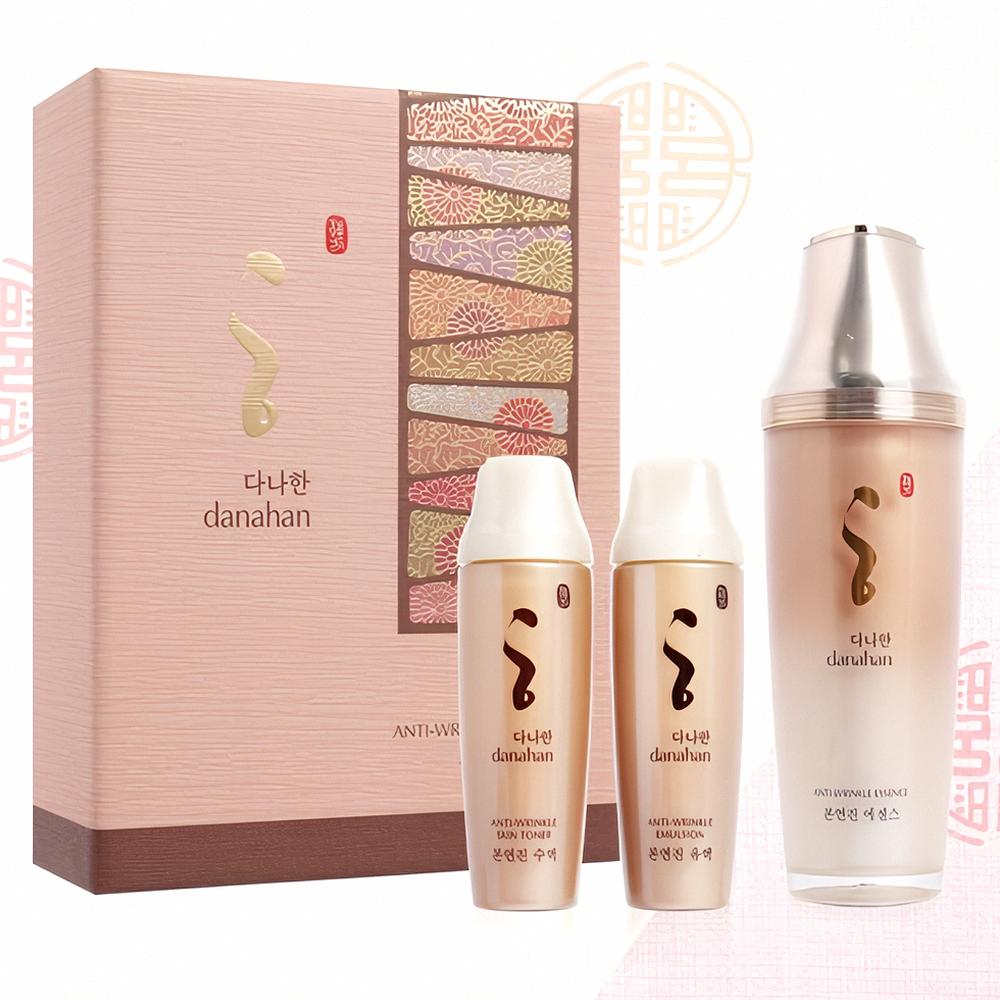 다나한
danahan
ANTI-WR
다나한
danahan
ANTI-WRINKLE
SKIN TONER
본연진 수액
다나한
danahan
ANTI-WRINKLE
EMULSION
본연진 유액
다나한
danahan
ANTI-WRINKLE ESSENCE
본연진 에센스